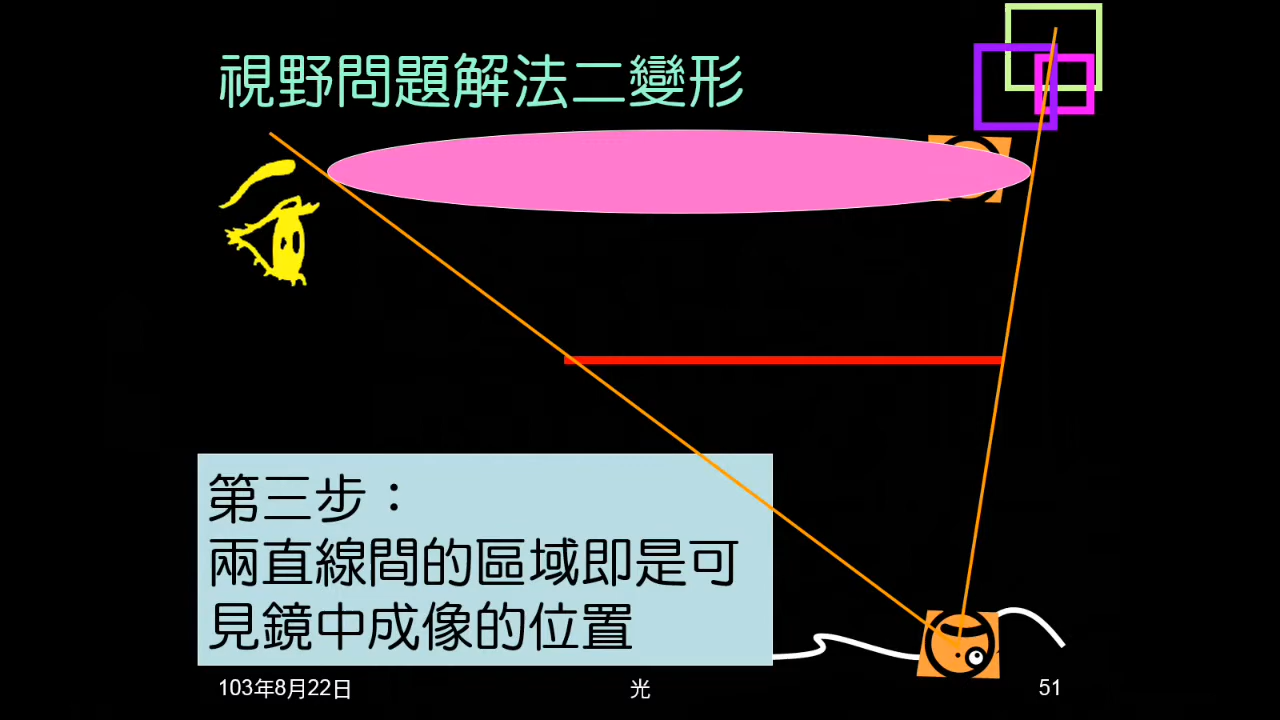 視野問題解法二變形
第三步：
兩直線間的區域即是可
見鏡中成像的位置
103年8月22日
光
51